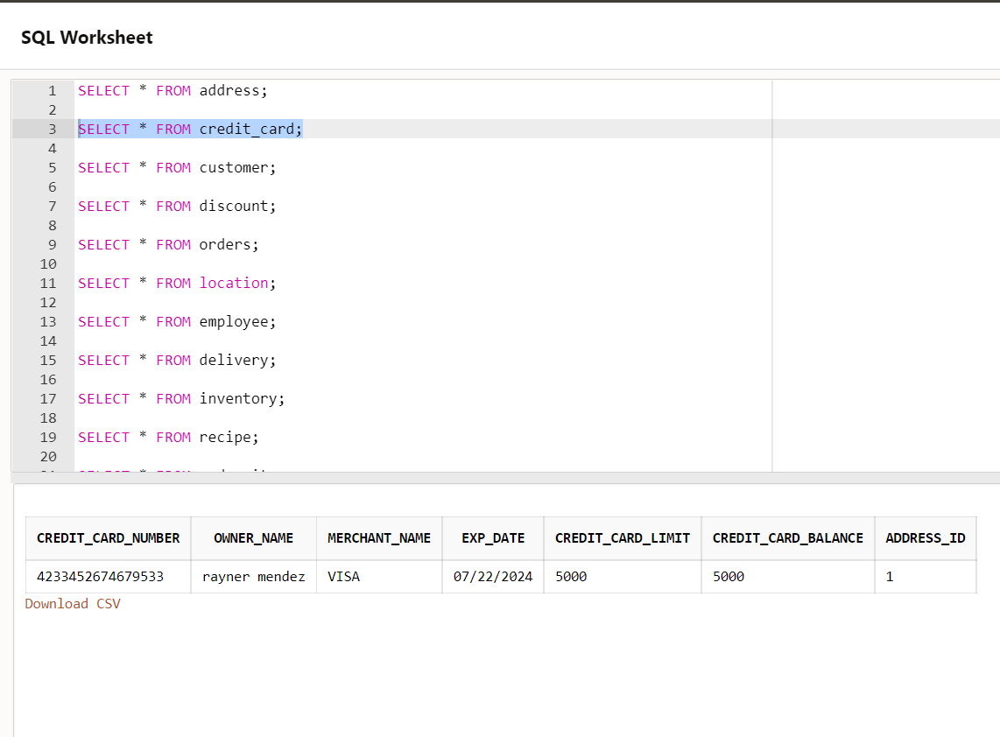 SQL Worksheet
1 SELECT * FROM address;
2
3 SELECT * FROM credit_card;
4
5 SELECT * FROM customer;
6
7 SELECT * FROM discount;
8
9 SELECT * FROM orders;
10
11 SELECT * FROM location;
12
13 SELECT * FROM employee;
14
15 SELECT * FROM delivery;
16
17 SELECT * FROM inventory;
18
19 SELECT * FROM recipe;
20
CREDIT_CARD_NUMBER OWNER_NAME MERCHANT_NAME EXP_DATE CREDIT_CARD_LIMIT CREDIT_CARD_BALANCE ADDRESS_ID
4233452674679533 rayner mendez VISA 07/22/2024 5000 5000 1
Download CSV